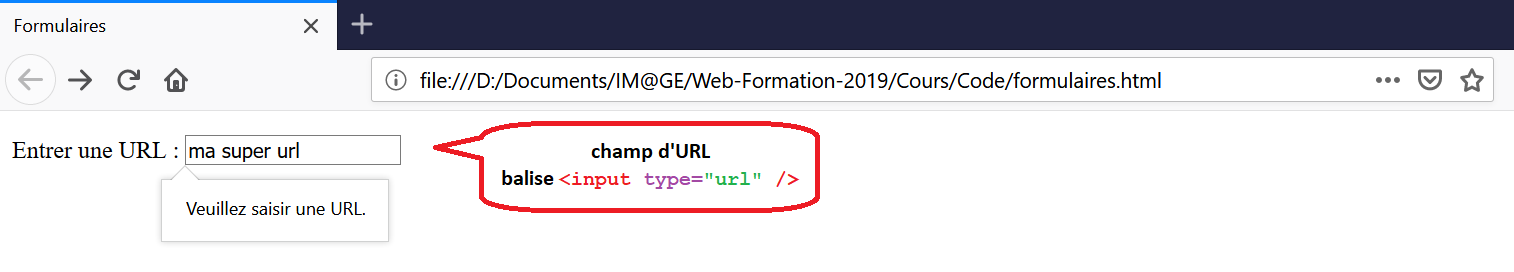 Formulaires
file:///D:/Documents/IM@GE/Web-Formation-2019/Cours/Code/formulaires.html
Entrer une URL : ma super url
Veuillez saisir une URL.
champ d'URL
balise <input type="url" />